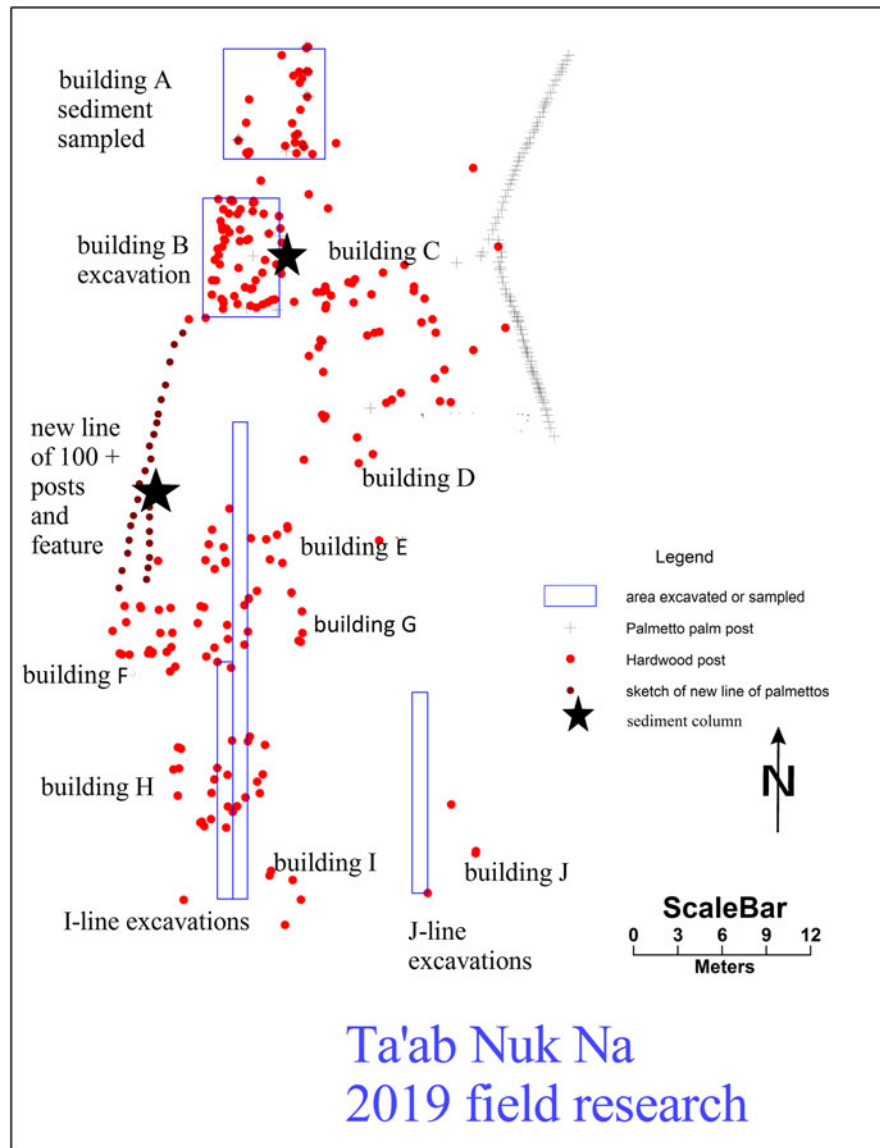 building A
sediment
sampled
building B
excavation
building C
new line
of 100 +
posts
and
feature
building D
building E
building G
building F
building H
building I
building J
I-line excavations
J-line
excavations
Legend
area excavated or sampled
Palmetto palm post
Hardwood post
sketch of new line of palmettos
sediment column
N
ScaleBar
0 3 6 9 12
Meters
Ta'ab Nuk Na
2019 field research